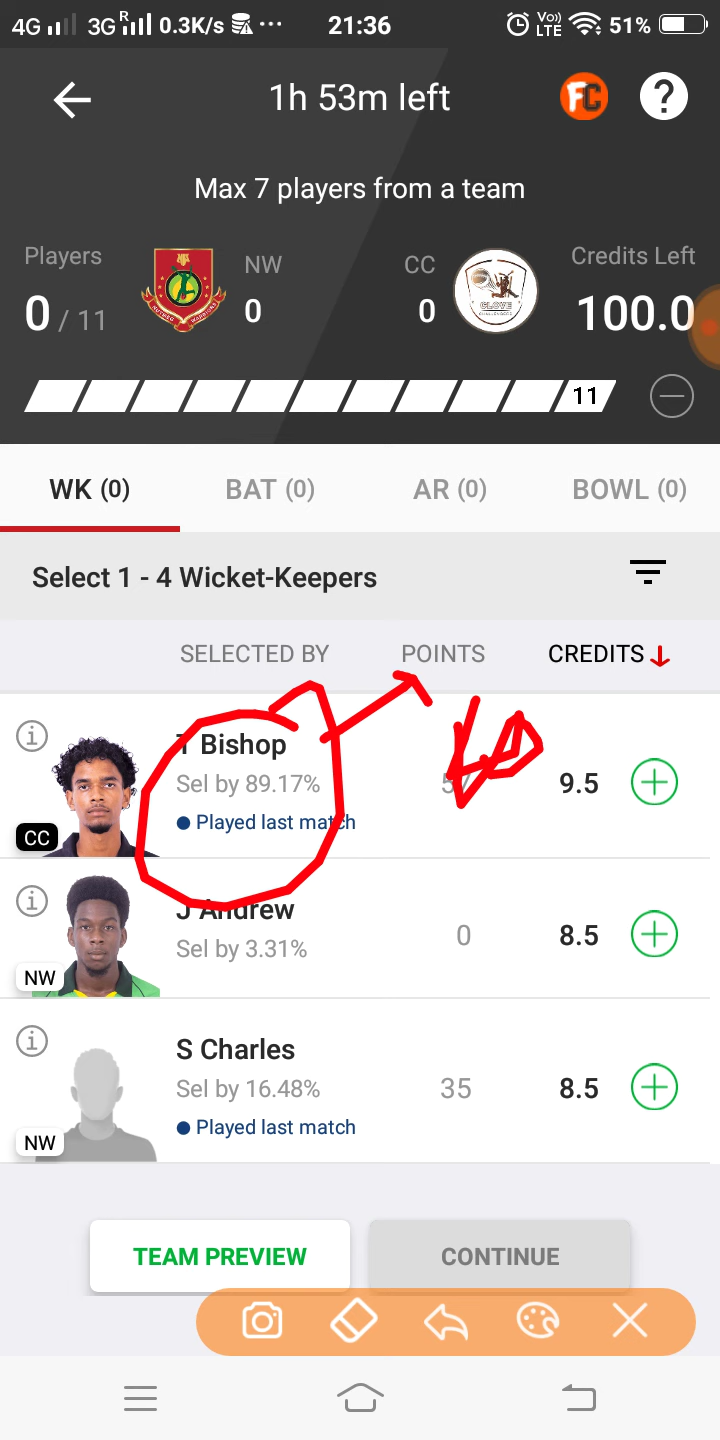 4G 3G R 0.3K/s ... 21:36 Vo)) LTE 51%
1h 53m left FC ?
Max 7 players from a team
Players NW CC Credits Left
0 / 11 0 0 100.0
11
WK (0) BAT (0) AR (0) BOWL (0)
Select 1 - 4 Wicket-Keepers
SELECTED BY POINTS CREDITS
T Bishop
Sel by 89.17% 9.5
Played last match
CC
J Andrew
Sel by 3.31% 0 8.5
NW
S Charles
Sel by 16.48% 35 8.5
Played last match
NW
TEAM PREVIEW CONTINUE